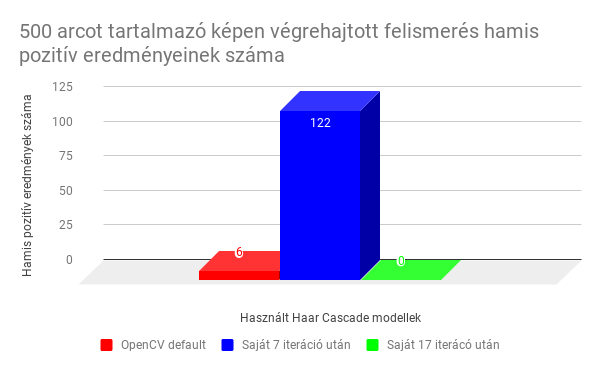 500 arcot tartalmazó képen végrehajtott felismerés hamis
pozitív eredményeinek száma
Hamis pozitív eredmények száma
125
100
75
50
25
0
6
122
0
Használt Haar Cascade modellek
OpenCV default
Saját 7 iteráció után
Saját 17 iterácó után